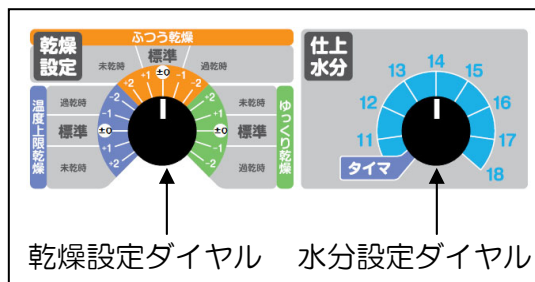 乾燥
設定
ふつう乾燥
標準
未乾時
過乾時
+2
+1
±0
-1
-2
温度上限乾燥
過乾時
標準
未乾時
-2
-1
±0
+1
+2
ゆっくり乾燥
未乾時
標準
過乾時
+2
+1
±0
-1
-2
仕上
水分
タイマ
11
12
13
14
15
16
17
18
乾燥設定ダイヤル
水分設定ダイヤル